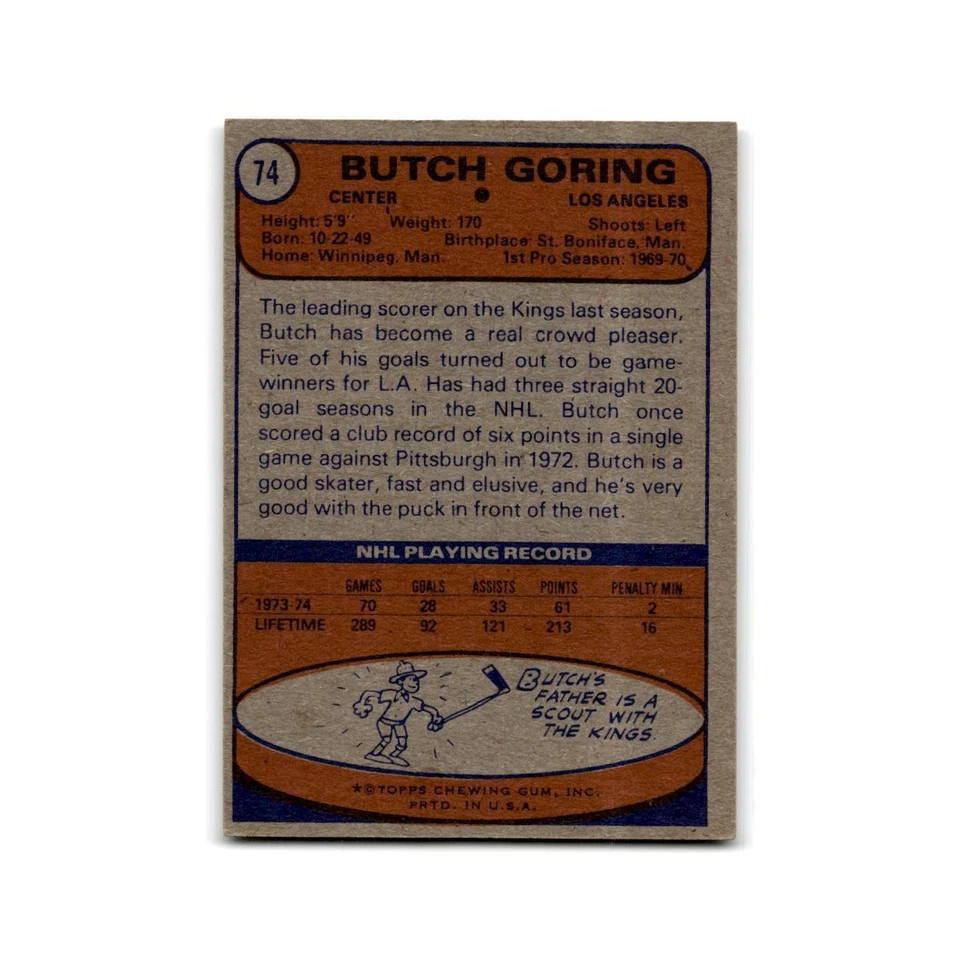 74
BUTCH GORING
CENTER LOS ANGELES
Height: 5'9" Weight: 170 Shoots: Left
Born: 10-22-49 Birthplace: St. Boniface, Man.
Home: Winnipeg, Man. 1st Pro Season: 1969-70
The leading scorer on the Kings last season,
Butch has become a real crowd pleaser.
Five of his goals turned out to be game-
winners for L.A. Has had three straight 20-
goal seasons in the NHL. Butch once
scored a club record of six points in a single
game against Pittsburgh in 1972. Butch is a
good skater, fast and elusive, and he's very
good with the puck in front of the net.
NHL PLAYING RECORD
GAMES GOALS ASSISTS POINTS PENALTY MIN.
1973-74 70 28 33 61 2
LIFETIME 289 92 121 213 16
BUTCH'S
FATHER IS A
SCOUT WITH
THE KINGS.
★©TOPPS CHEWING GUM, INC.
PRTD. IN U.S.A.